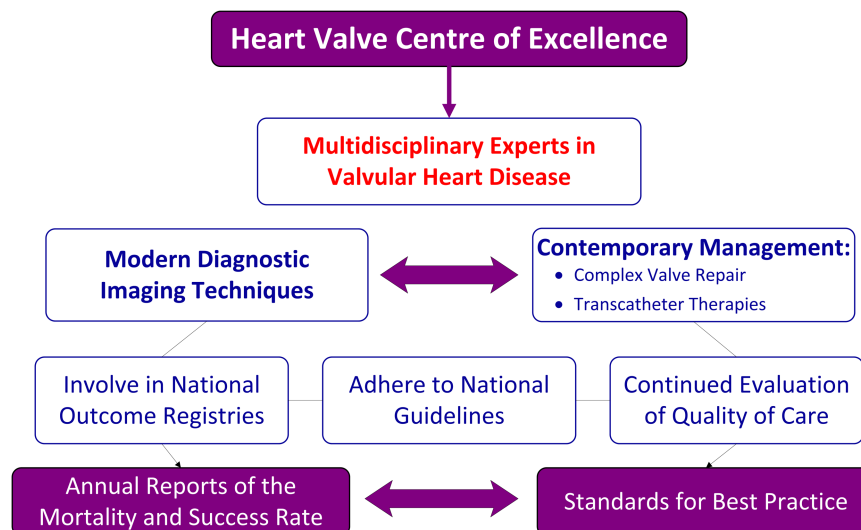 Heart Valve Centre of Excellence
Multidisciplinary Experts in
Valvular Heart Disease
Modern Diagnostic
Imaging Techniques
Contemporary Management:
• Complex Valve Repair
• Transcatheter Therapies
Involve in National
Outcome Registries
Adhere to National
Guidelines
Continued Evaluation
of Quality of Care
Annual Reports of the
Mortality and Success Rate
Standards for Best Practice